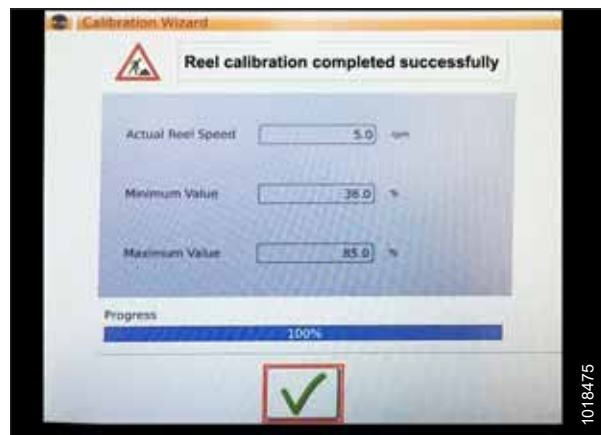 Calibration Wizard
Reel calibration completed successfully
Actual Reel Speed 5.0 rpm
Minimum Value 36.0 %
Maximum Value 85.0 %
Progress
100%
1018475